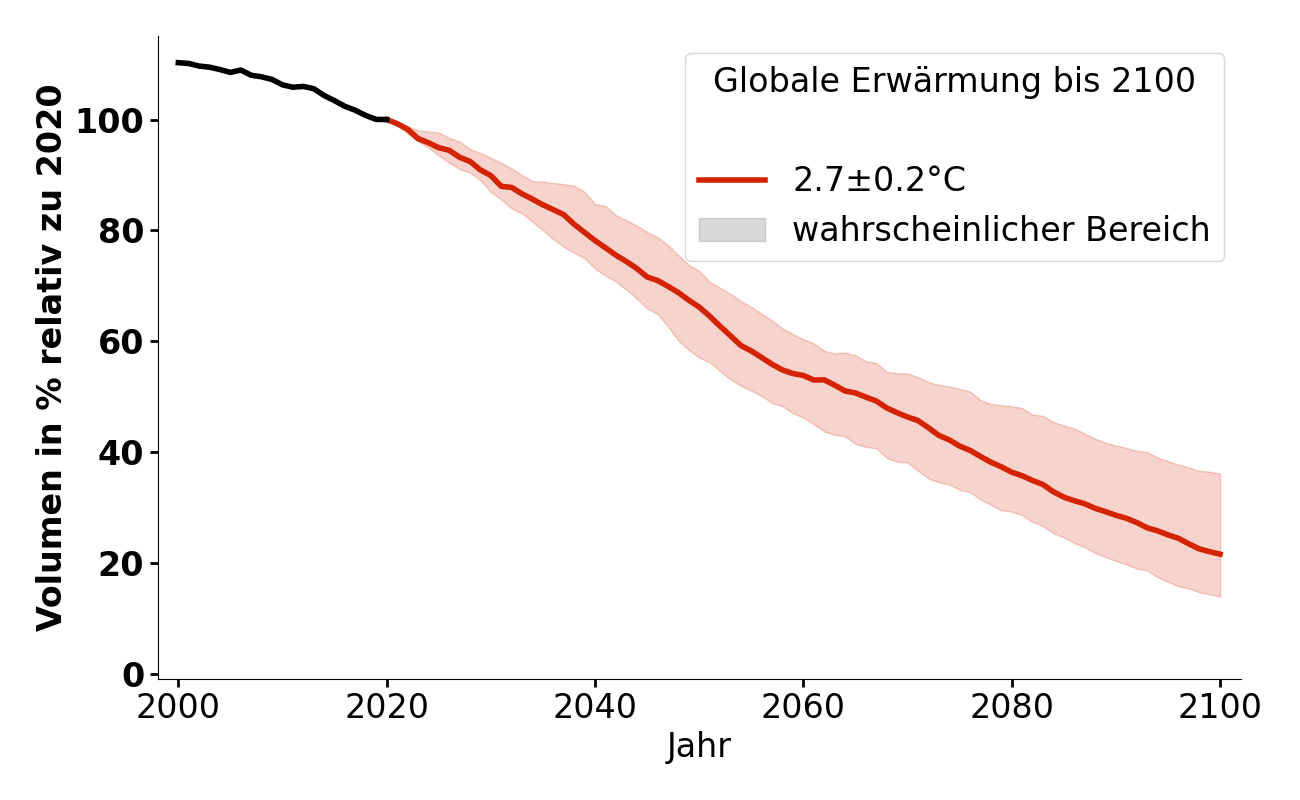 Globale Erwärmung bis 2100
2.7±0.2°C
wahrscheinlicher Bereich
Volumen in % relativ zu 2020
100
80
60
40
20
0
2000 2020 2040 2060 2080 2100
Jahr